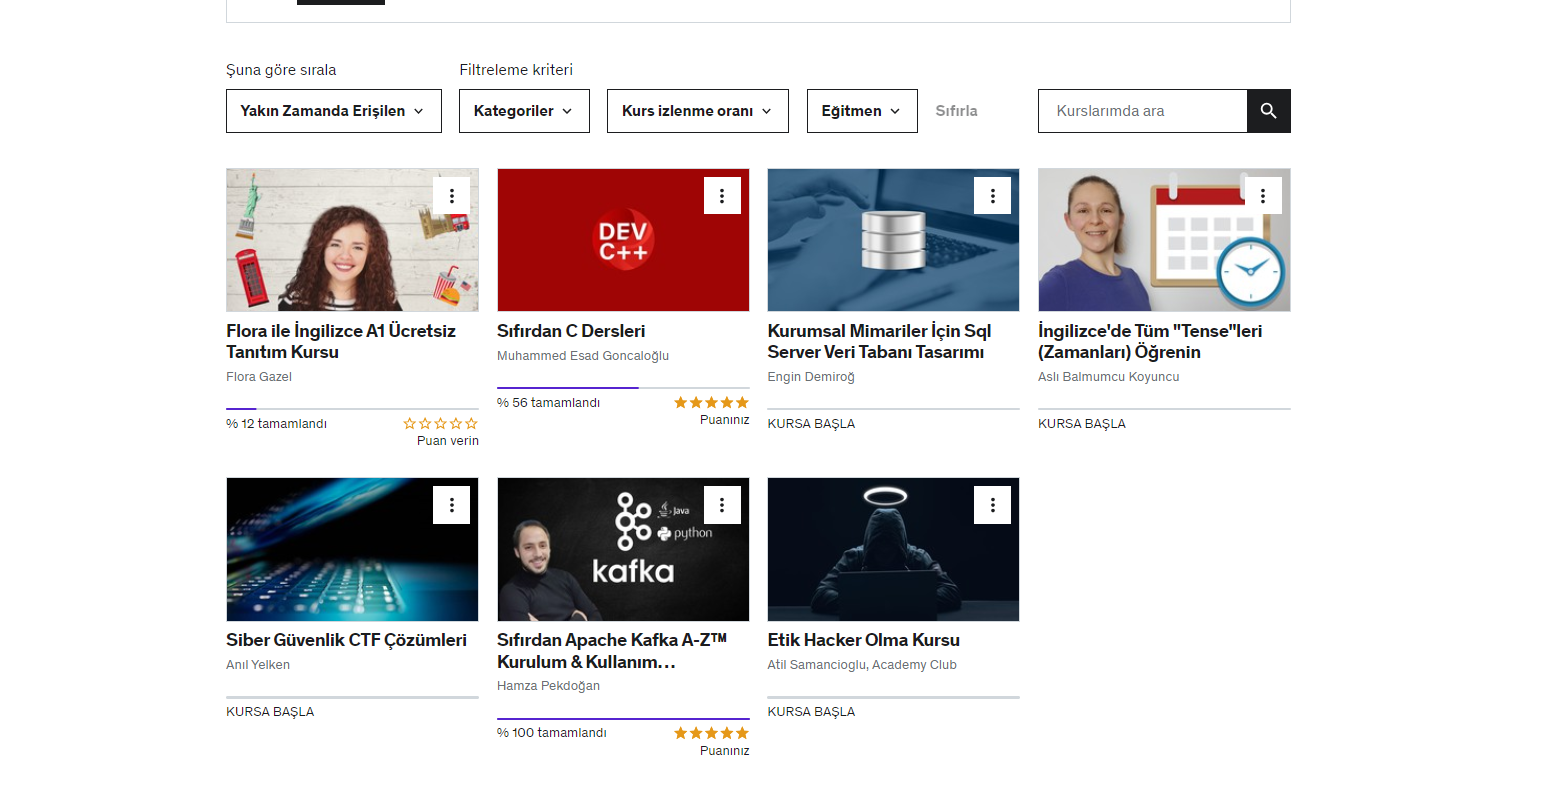 Şuna göre sırala
Filtreleme kriteri
Yakın Zamanda Erişilen
Kategoriler
Kurs izlenme oranı
Eğitmen
Sıfırla
Kurslarımda ara
DEV
C++
Flora ile İngilizce A1 Ücretsiz
Tanıtım Kursu
Flora Gazel
% 12 tamamlandı
Puan verin
Sıfırdan C Dersleri
Muhammed Esad Goncaloğlu
% 56 tamamlandı
Puanınız
Kurumsal Mimariler İçin Sql
Server Veri Tabanı Tasarımı
Engin Demiroğ
KURSA BAŞLA
İngilizce'de Tüm "Tense"leri
(Zamanları) Öğrenin
Aslı Balmumcu Koyuncu
KURSA BAŞLA
Siber Güvenlik CTF Çözümleri
Anıl Yelken
KURSA BAŞLA
Java
python
kafka
Sıfırdan Apache Kafka A-Z™
Kurulum & Kullanım...
Hamza Pekdoğan
% 100 tamamlandı
Puanınız
Etik Hacker Olma Kursu
Atil Samancioglu, Academy Club
KURSA BAŞLA